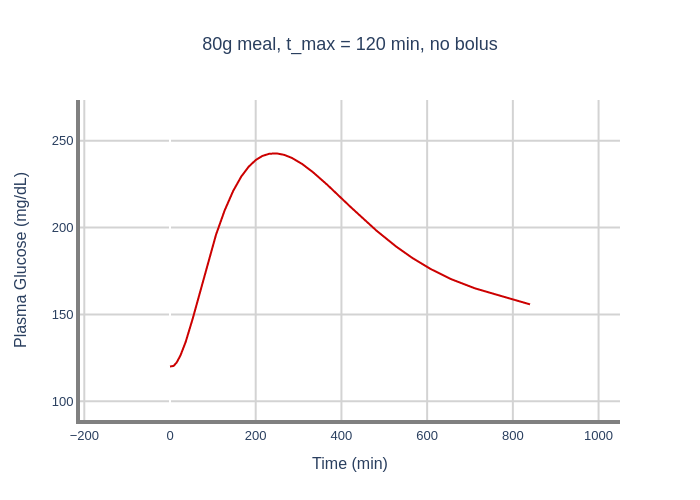 80g meal, t_max = 120 min, no bolus
Plasma Glucose (mg/dL)
250
200
150
100
−200 0 200 400 600 800 1000
Time (min)